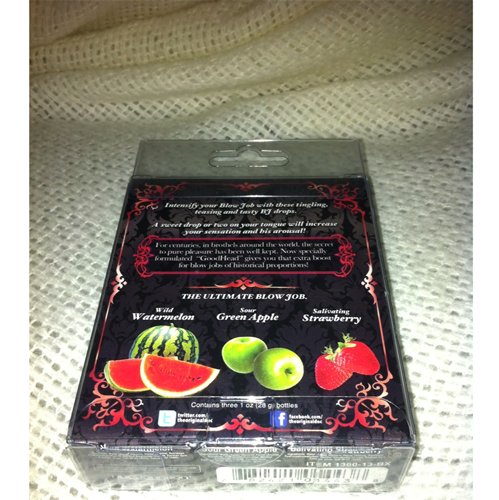 Intensify your Blow Job with these tingling,
teasing and tasty BJ drops.
A sweet drop or two on your tongue will increase
your sensation and his arousal!
For centuries, in brothels around the world, the secret
to pure pleasure has been well kept. Now specially
formulated "GoodHead" gives you that extra boost
for blow jobs of historical proportions!
THE ULTIMATE BLOW JOB.
Wild
Watermelon
Sour
Green Apple
Salivating
Strawberry
Contains three 1 oz (28 g) bottles
twitter.com/
theoriginaldoc
facebook.com/
theoriginaldoc
Watermelon
Sour Green Apple
Salivating Strawberry
ITEM 1360-13-BX